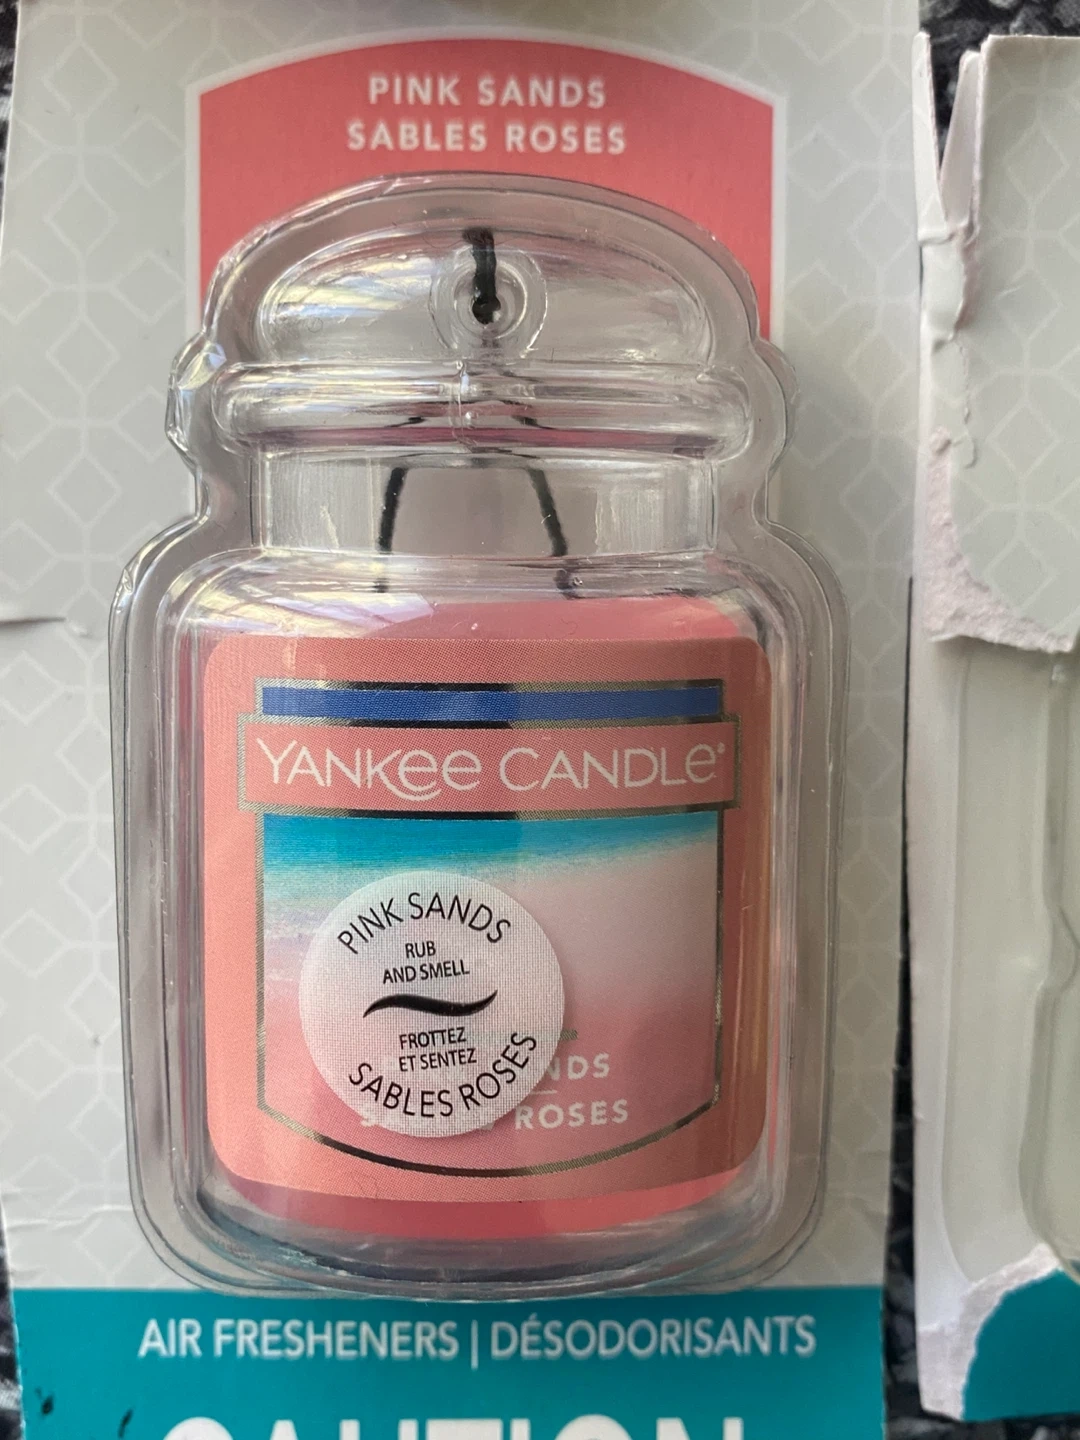 PINK SANDS
SABLES ROSES
YANKEE CANDLE®
PINK SANDS
RUB
AND SMELL
FROTTEZ
ET SENTEZ
SABLES ROSES
ROSES
AIR FRESHENERS | DÉSODORISANTS
CAUTION